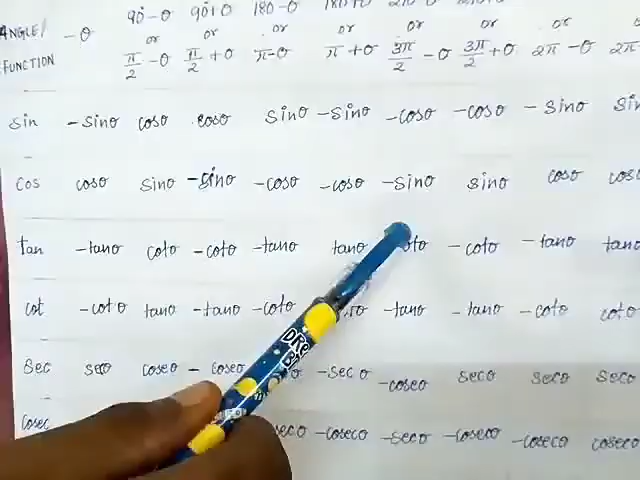 90-θ 90+θ 180-θ 180+θ
ANGLE/ -θ or or or or or or or
FUNCTION π/2 -θ π/2 +θ π-θ π+θ 3π/2 -θ 3π/2 +θ 2π-θ
sin -sinθ cosθ cosθ sinθ -sinθ -cosθ -cosθ -sinθ sin
cos cosθ sinθ -sinθ -cosθ -cosθ -sinθ sinθ cosθ cosθ
tan -tanθ cotθ -cotθ -tanθ tanθ -cotθ -tanθ tanθ
cot -cotθ tanθ -tanθ -cotθ -tanθ -tanθ -cotθ cotθ
Sec secθ cosecθ -cosecθ -secθ -cosecθ secθ secθ secθ
cosec -cosecθ -secθ -cosecθ -cosecθ cosecθ